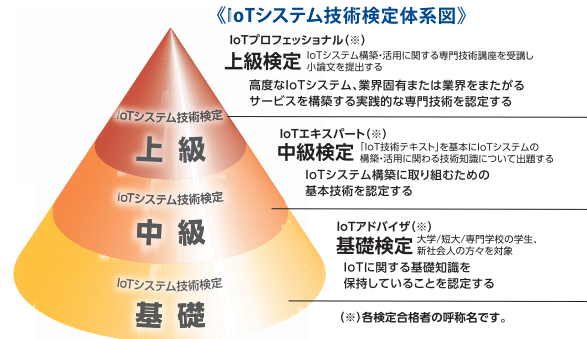 《IoTシステム技術検定体系図》
IoTプロフェッショナル(※)
上級検定 IoTシステム構築・活用に関する専門技術講座を受講し
小論文を提出する
高度なIoTシステム、業界固有または業界をまたがる
サービスを構築する実践的な専門技術を認定する
IoTシステム技術検定
上 級
IoTエキスパート(※)
中級検定 「IoT技術テキスト」を基本にIoTシステムの
構築・活用に関わる技術知識について出題する
IoTシステム構築に取り組むための
基本技術を認定する
IoTシステム技術検定
中 級
IoTアドバイザ(※)
基礎検定 大学/短大/専門学校の学生、
新社会人の方々を対象
IoTに関する基礎知識を
保持していることを認定する
IoTシステム技術検定
基 礎
(※)各検定合格者の呼称名です。